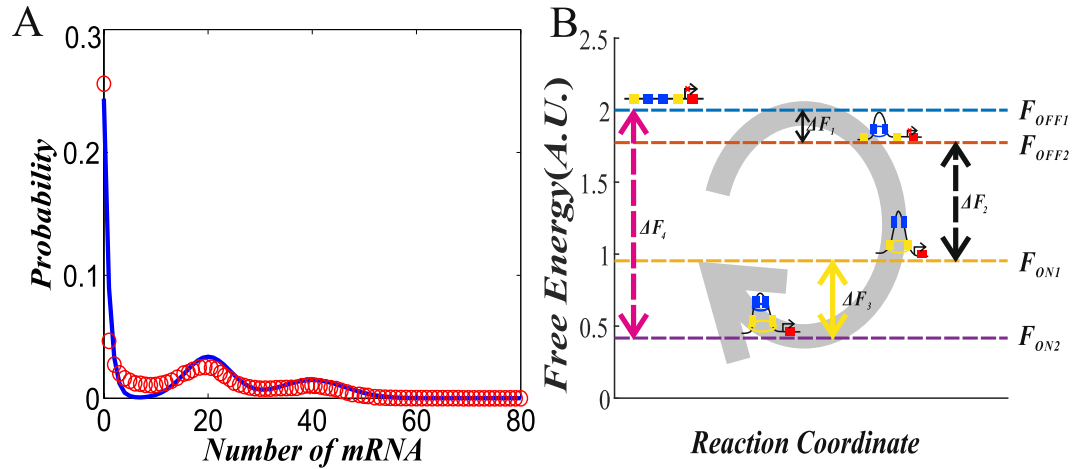 A
0.3
0.2
0.1
0
0
20
40
60
80
Probability
Number of mRNA
B
2.5
2
1.5
1
0.5
0
Free Energy(A.U.)
Reaction Coordinate
F_OFF1
F_OFF2
F_ON1
F_ON2
ΔF_1
ΔF_2
ΔF_3
ΔF_4